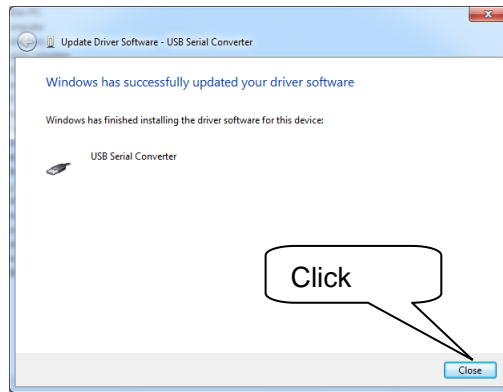 Update Driver Software - USB Serial Converter
Windows has successfully updated your driver software
Windows has finished installing the driver software for this device:
USB Serial Converter
Click
Close